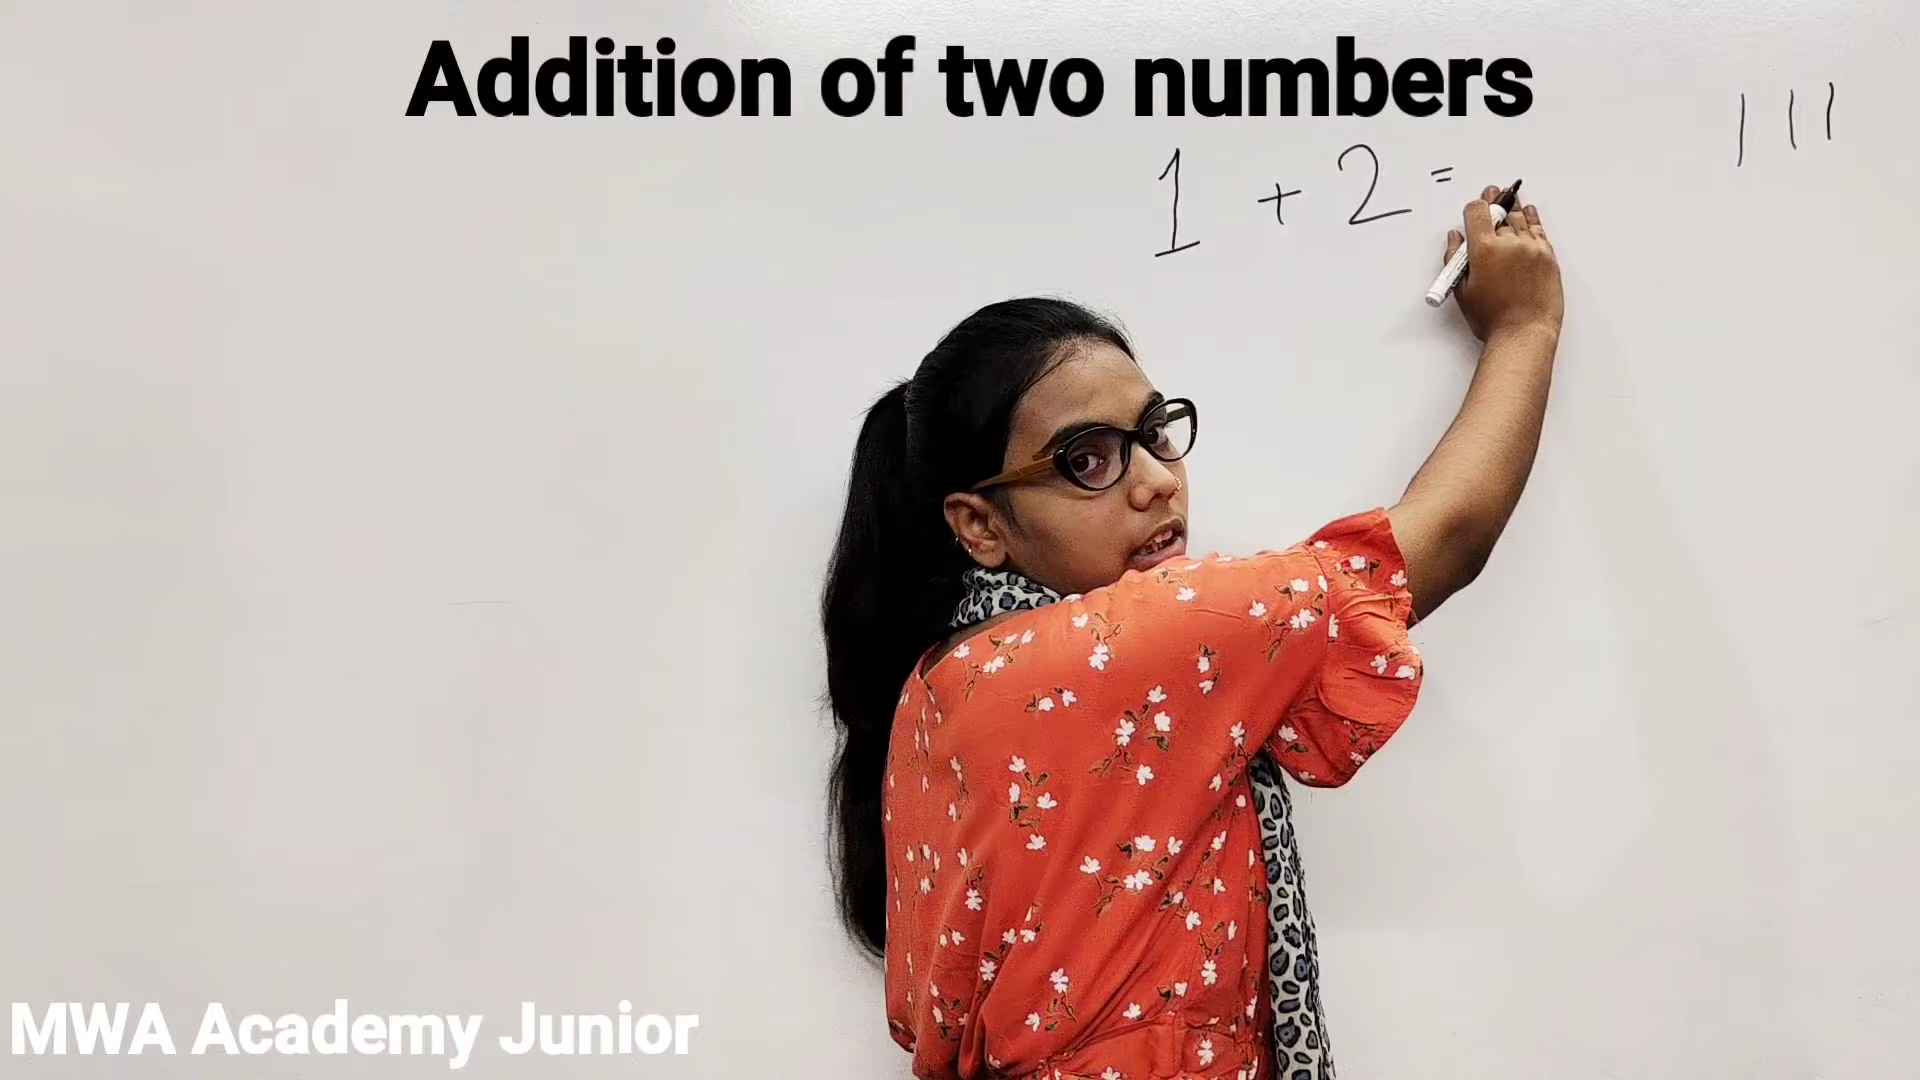 Addition of two numbers
1 + 2 =
| | |
MWA Academy Junior